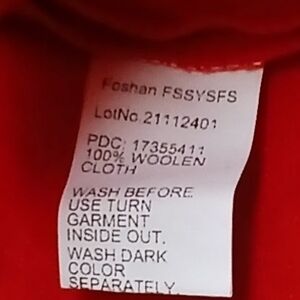 Foshan FSSYSFS
LotNo.21112401
PDC: 17355411
100% WOOLEN
CLOTH
WASH BEFORE
USE TURN
GARMENT
INSIDE OUT.
WASH DARK
COLOR
SEPARATELY.